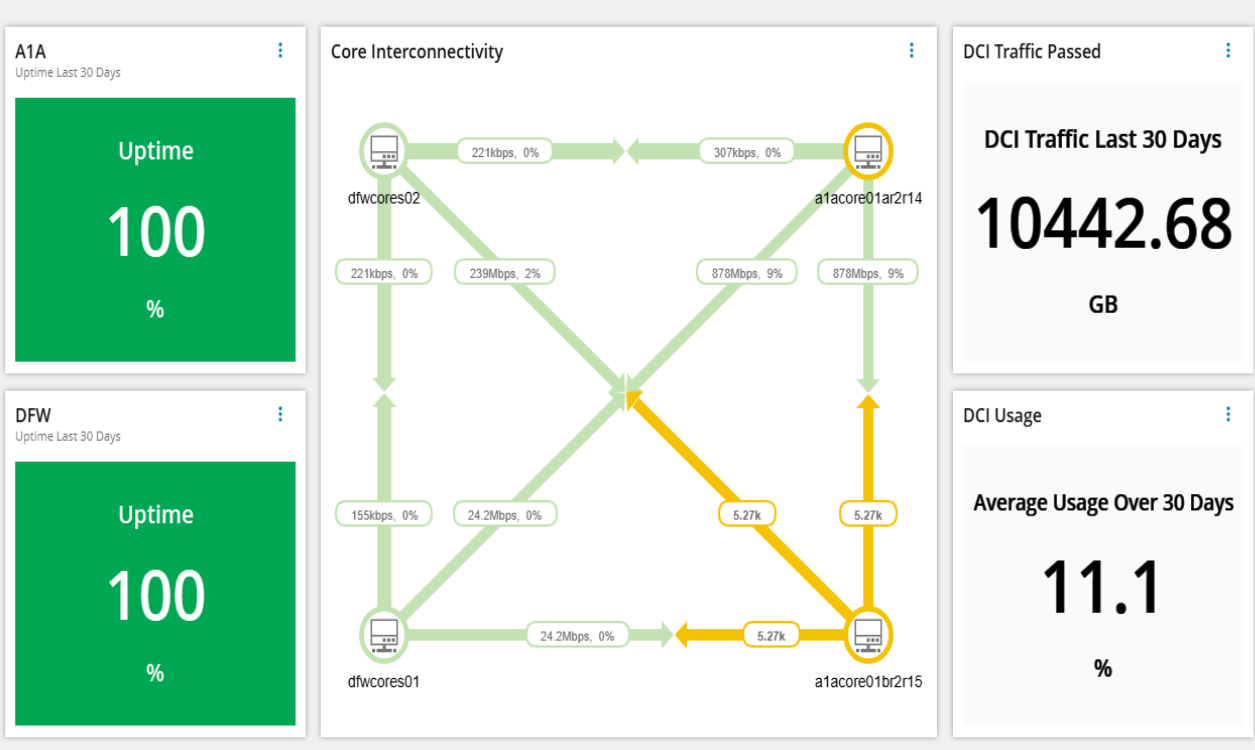 A1A
Uptime Last 30 Days
Uptime
100
%
DFW
Uptime Last 30 Days
Uptime
100
%
Core Interconnectivity
221kbps, 0%
307kbps, 0%
dfwcores02
a1acore01ar2r14
221kbps, 0%
239Mbps, 2%
878Mbps, 9%
878Mbps, 9%
155kbps, 0%
24.2Mbps, 0%
5.27k
5.27k
24.2Mbps, 0%
5.27k
dfwcores01
a1acore01br2r15
DCI Traffic Passed
DCI Traffic Last 30 Days
10442.68
GB
DCI Usage
Average Usage Over 30 Days
11.1
%